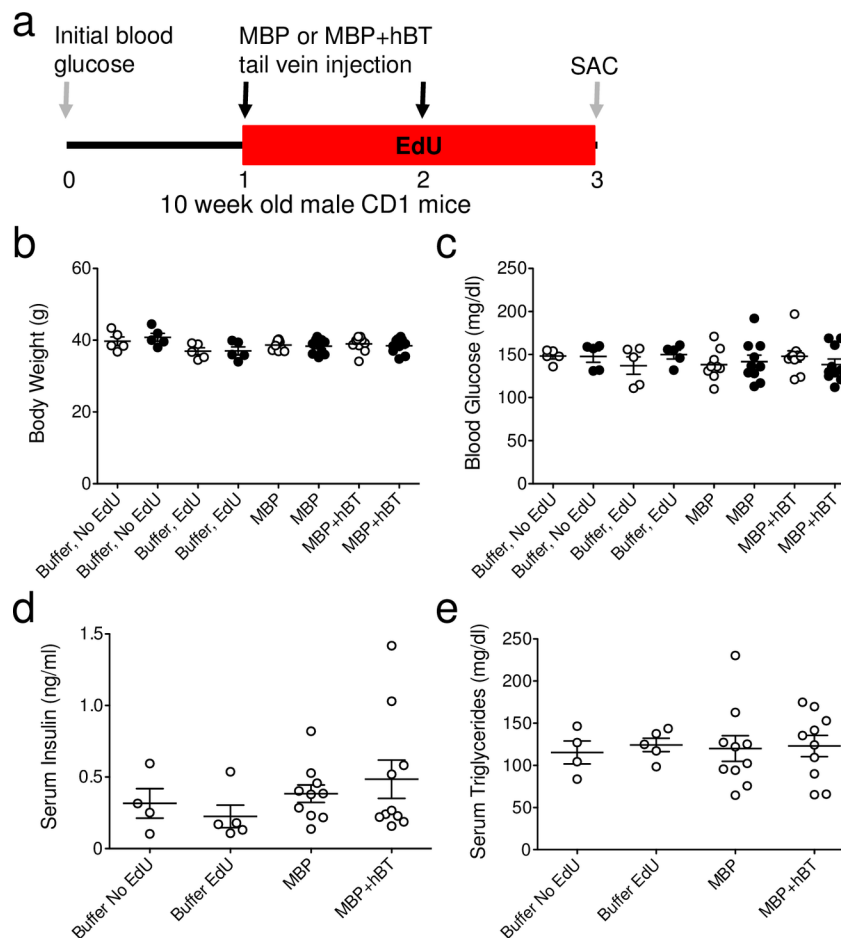 a
Initial blood
glucose
MBP or MBP+hBT
tail vein injection
SAC
EdU
0 1 2 3
10 week old male CD1 mice
b
Body Weight (g)
60
40
20
0
Buffer, No EdU
Buffer, No EdU
Buffer, EdU
Buffer, EdU
MBP
MBP
MBP+hBT
MBP+hBT
c
Blood Glucose (mg/dl)
250
200
150
100
50
0
Buffer, No EdU
Buffer, No EdU
Buffer, EdU
Buffer, EdU
MBP
MBP
MBP+hBT
MBP+hBT
d
Serum Insulin (ng/ml)
1.5
1.0
0.5
0
Buffer No EdU
Buffer EdU
MBP
MBP+hBT
e
Serum Triglycerides (mg/dl)
250
200
150
100
50
0
Buffer No EdU
Buffer EdU
MBP
MBP+hBT